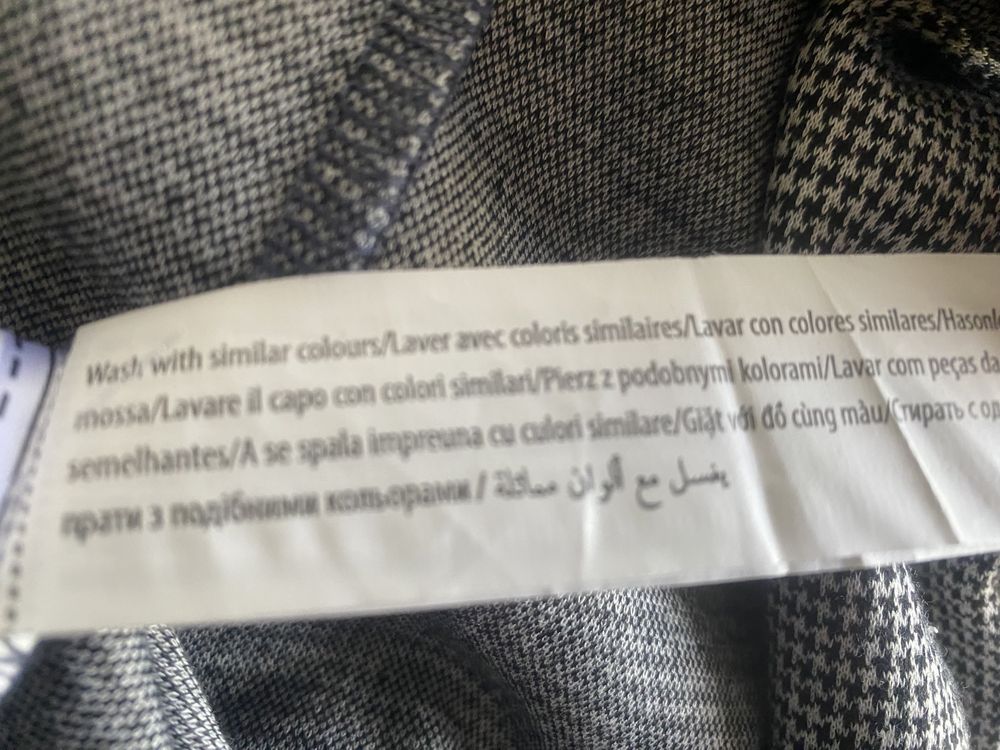 Wash with similar colours/Laver avec coloris similaires/Lavar con colores similares/
mossa/Lavare il capo con colori similari/Pierz z podobnymi kolorami/Lavar com peças da
semelhantes/A se spala impreuna cu culori similare/Giặt với đồ cùng màu/Стирать с
прати з подібними кольорами/ يغسل مع ألوان مماثلة